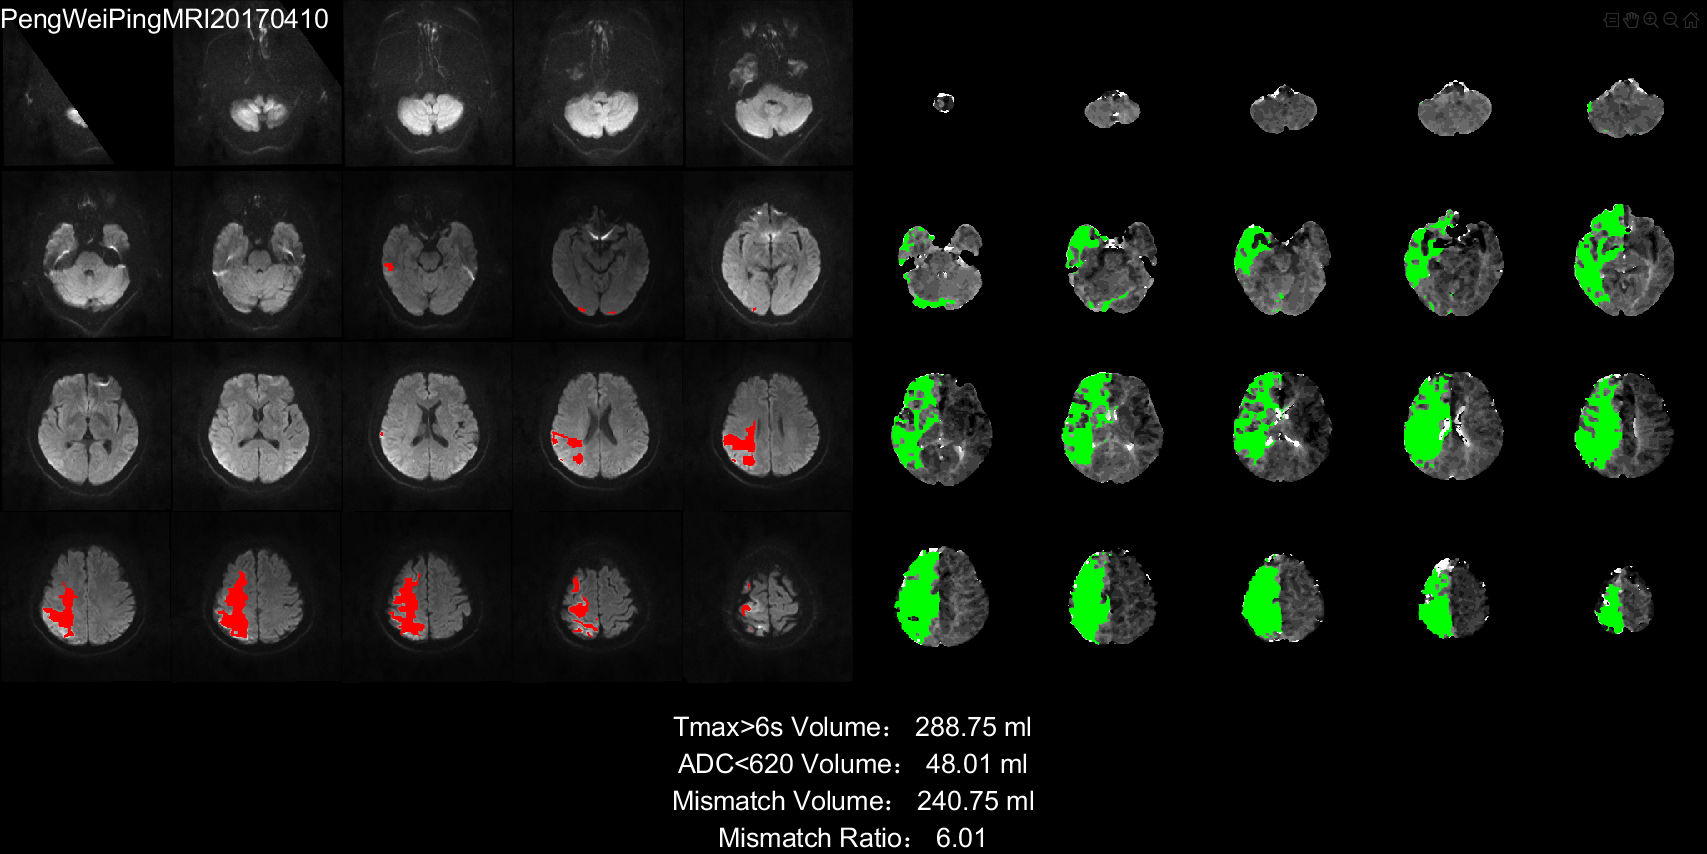 PengWeiPingMRI20170410
Tmax>6s Volume： 288.75 ml
ADC<620 Volume： 48.01 ml
Mismatch Volume： 240.75 ml
Mismatch Ratio： 6.01